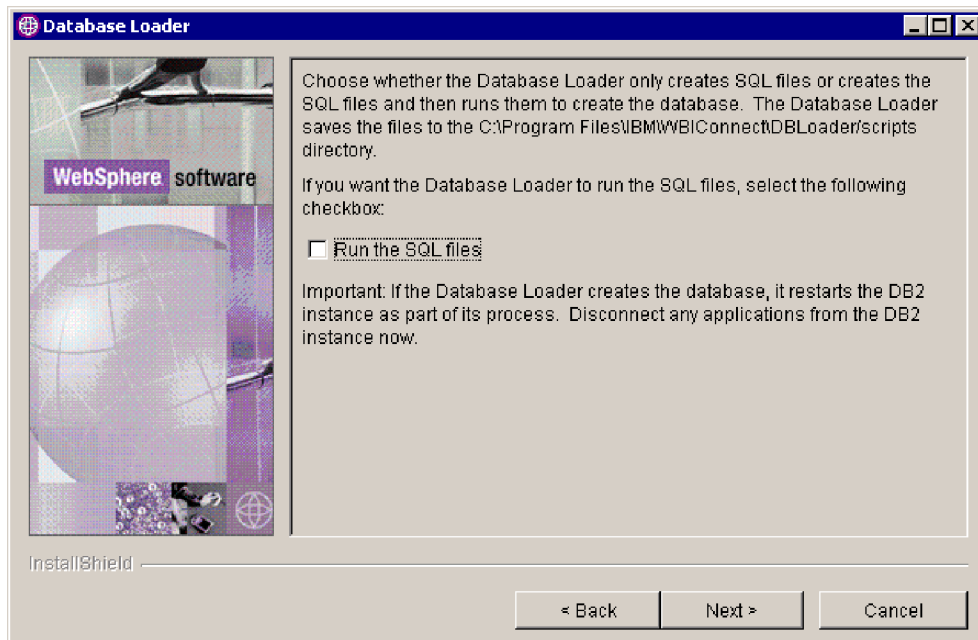 Database Loader
WebSphere software
Choose whether the Database Loader only creates SQL files or creates the
SQL files and then runs them to create the database. The Database Loader
saves the files to the C:\Program Files\IBM\WBIConnect\DBLoader/scripts
directory.
If you want the Database Loader to run the SQL files, select the following
checkbox:
Run the SQL files
Important: If the Database Loader creates the database, it restarts the DB2
instance as part of its process. Disconnect any applications from the DB2
instance now.
InstallShield
< Back
Next >
Cancel